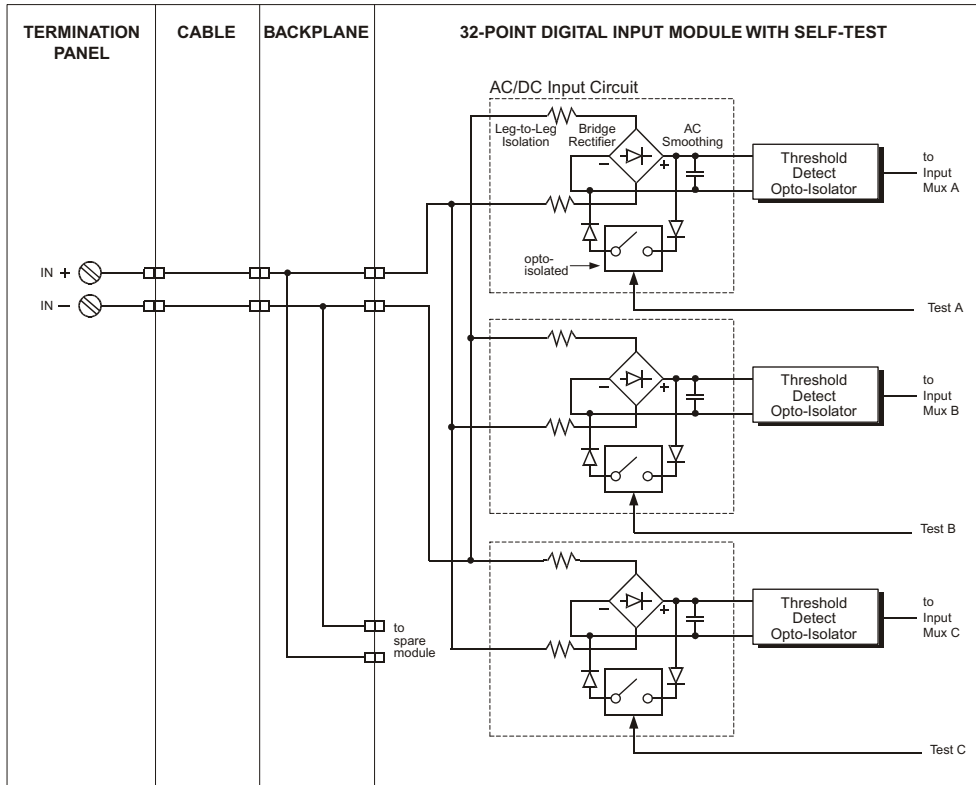 TERMINATION
PANEL
CABLE
BACKPLANE
32-POINT DIGITAL INPUT MODULE WITH SELF-TEST
AC/DC Input Circuit
Leg-to-Leg
Isolation
Bridge
Rectifier
AC
Smoothing
− +
Threshold
Detect
Opto-Isolator
to
Input
Mux A
opto-
isolated
IN +
IN −
Test A
− +
Threshold
Detect
Opto-Isolator
to
Input
Mux B
Test B
− +
Threshold
Detect
Opto-Isolator
to
Input
Mux C
to
spare
module
Test C